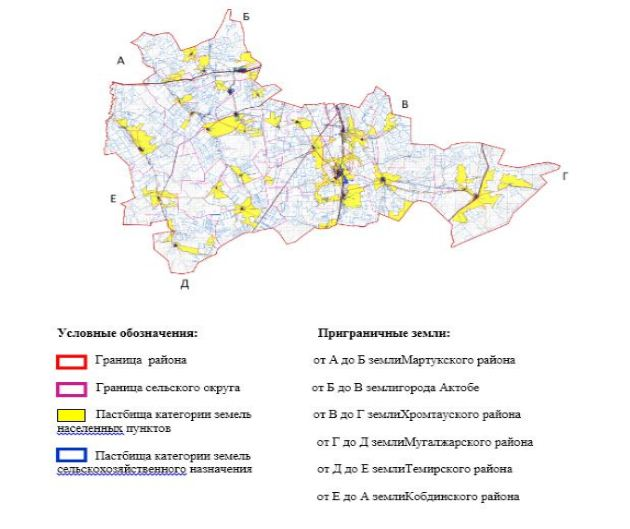 Б
А
В
Г
Е
Д
Условные обозначения:
Граница района
Граница сельского округа
Пастбища категории земель
населенных пунктов
Пастбища категории земель
сельскохозяйственного назначения
Приграничные земли:
от А до Б землиМартукского района
от Б до В землигорода Актобе
от В до Г землиХромтауского района
от Г до Д землиМугалжарского района
от Д до Е землиТемирского района
от Е до А землиКобдинского района